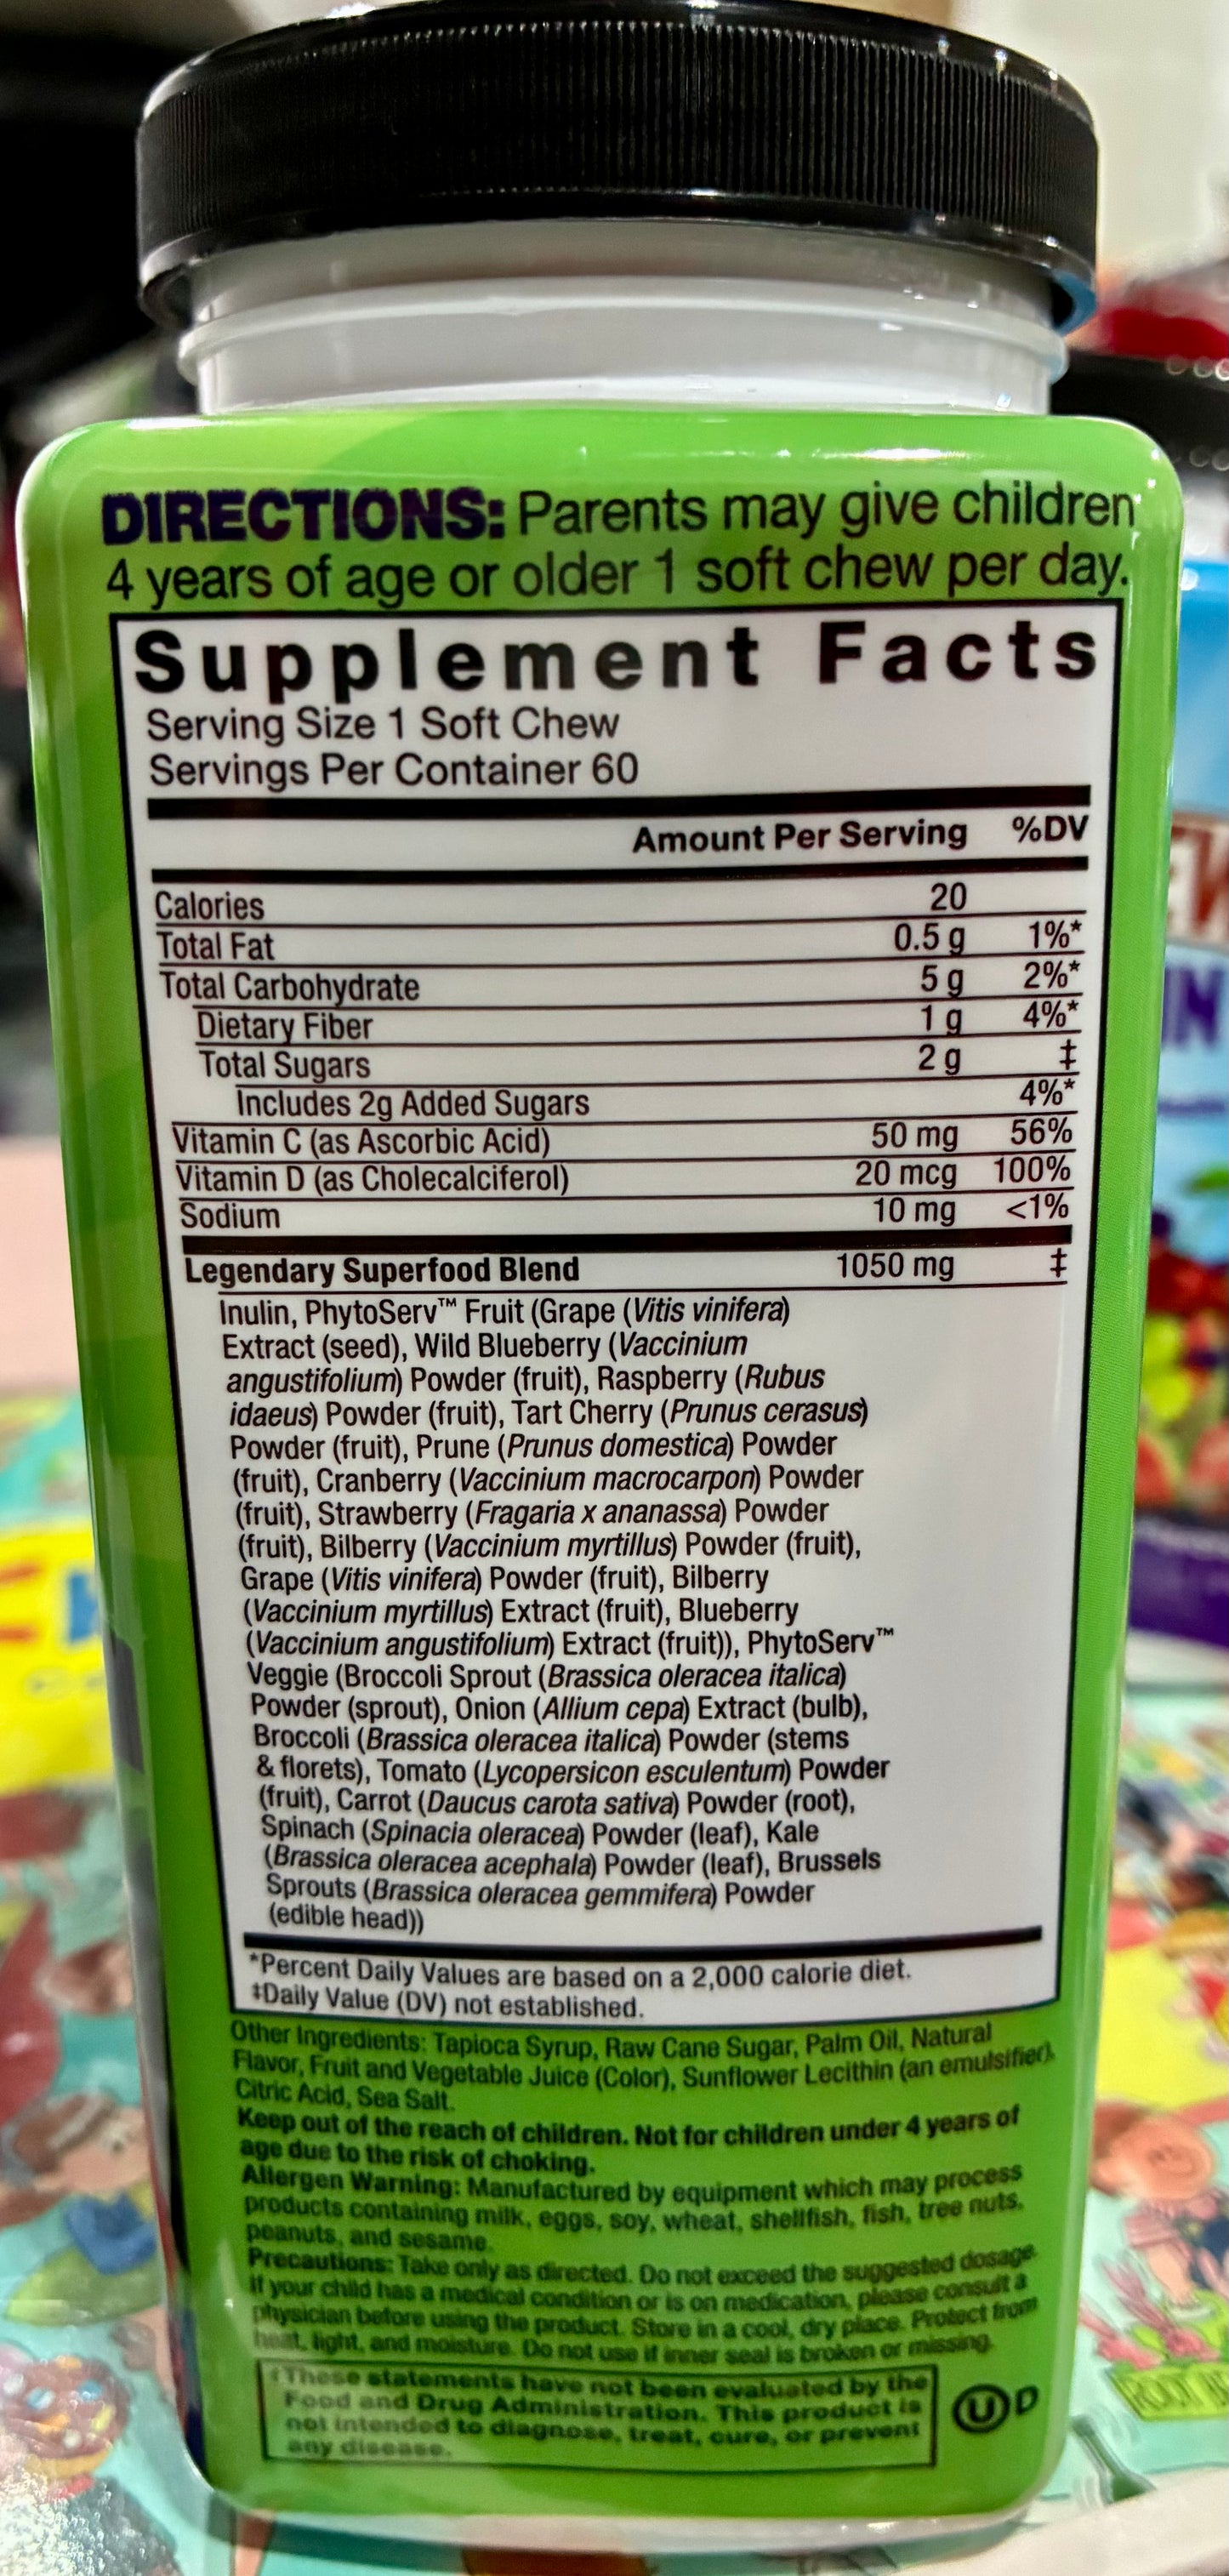 DIRECTIONS: Parents may give children
4 years of age or older 1 soft chew per day.
Supplement Facts
Serving Size 1 Soft Chew
Servings Per Container 60
Amount Per Serving %DV
Calories 20
Total Fat 0.5 g 1%*
Total Carbohydrate 5 g 2%*
Dietary Fiber 1 g 4%*
Total Sugars 2 g ‡
Includes 2g Added Sugars 4%*
Vitamin C (as Ascorbic Acid) 50 mg 56%
Vitamin D (as Cholecalciferol) 20 mcg 100%
Sodium 10 mg <1%
Legendary Superfood Blend 1050 mg ‡
Inulin, PhytoServ™ Fruit (Grape (Vitis vinifera)
Extract (seed), Wild Blueberry (Vaccinium
angustifolium) Powder (fruit), Raspberry (Rubus
idaeus) Powder (fruit), Tart Cherry (Prunus cerasus)
Powder (fruit), Prune (Prunus domestica) Powder
(fruit), Cranberry (Vaccinium macrocarpon) Powder
(fruit), Strawberry (Fragaria x ananassa) Powder
(fruit), Bilberry (Vaccinium myrtillus) Powder (fruit),
Grape (Vitis vinifera) Powder (fruit), Bilberry
(Vaccinium myrtillus) Extract (fruit), Blueberry
(Vaccinium angustifolium) Extract (fruit)), PhytoServ™
Veggie (Broccoli Sprout (Brassica oleracea italica)
Powder (sprout), Onion (Allium cepa) Extract (bulb),
Broccoli (Brassica oleracea italica) Powder (stems
& florets), Tomato (Lycopersicon esculentum) Powder
(fruit), Carrot (Daucus carota sativa) Powder (root),
Spinach (Spinacia oleracea) Powder (leaf), Kale
(Brassica oleracea acephala) Powder (leaf), Brussels
Sprouts (Brassica oleracea gemmifera) Powder
(edible head))
*Percent Daily Values are based on a 2,000 calorie diet.
‡Daily Value (DV) not established.
Other Ingredients: Tapioca Syrup, Raw Cane Sugar, Palm Oil, Natural
Flavor, Fruit and Vegetable Juice (Color), Sunflower Lecithin (an emulsifier),
Citric Acid, Sea Salt.
Keep out of the reach of children. Not for children under 4 years of
age due to the risk of choking.
Allergen Warning: Manufactured by equipment which may process
products containing milk, eggs, soy, wheat, shellfish, fish, tree nuts,
peanuts, and sesame.
Precautions: Take only as directed. Do not exceed the suggested dosage.
If your child has a medical condition or is on medication, please consult a
physician before using the product. Store in a cool, dry place. Protect from
heat, light, and moisture. Do not use if inner seal is broken or missing.
These statements have not been evaluated by the
Food and Drug Administration. This product is
not intended to diagnose, treat, cure, or prevent
any disease.
U D